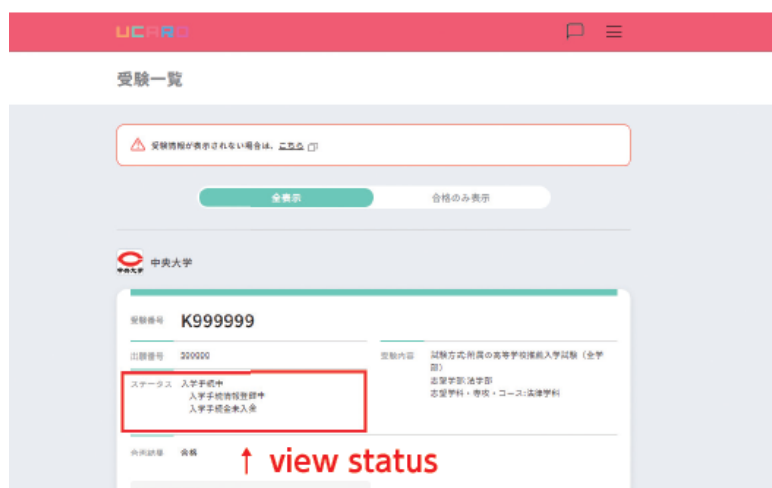 UCARO
受験一覧
受験情報が表示されない場合は、こちら
全表示
合格のみ表示
中央大学
中央大学
受験番号 K999999
出願番号 999999
受験内容 試験方式:附属の高等学校推薦入学試験（全学部）
志望学部:法学部
志望学科・専攻・コース:法律学科
ステータス 入学手続中
入学手続情報登録中
入学手続金未入金
合否結果 合格
↑ view status